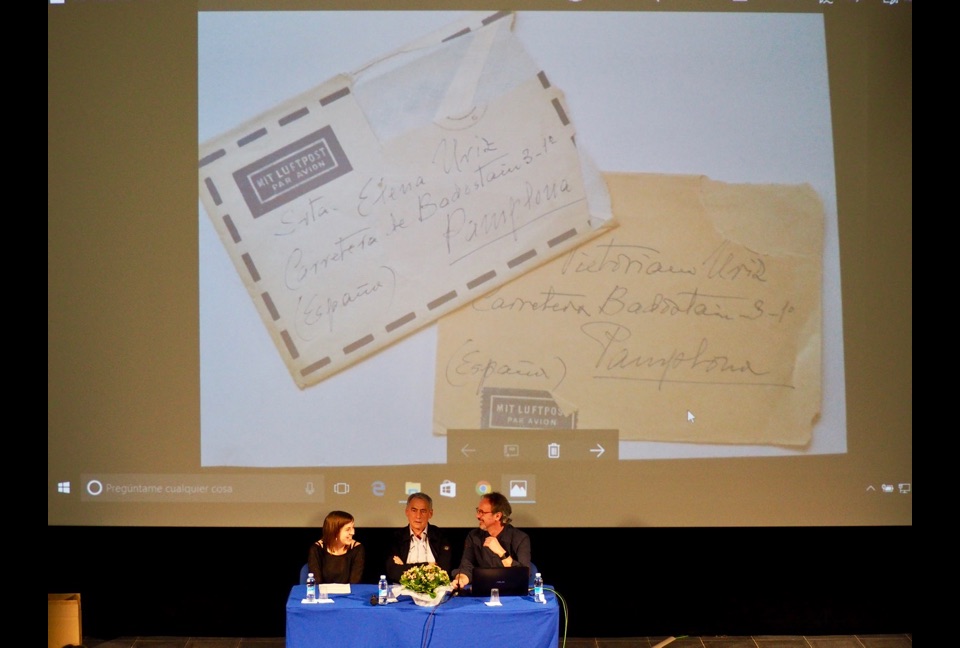 MIT LUFTPOST
PAR AVION
Srta. Elena Uriz
Carretera de Badostain 3-1º
Pamplona
(España)
Victoriano Uriz
Carretera Badostain 3-1º
Pamplona
(España)
MIT LUFTPOS
PAR AVION
Pregúntame cualquier cosa